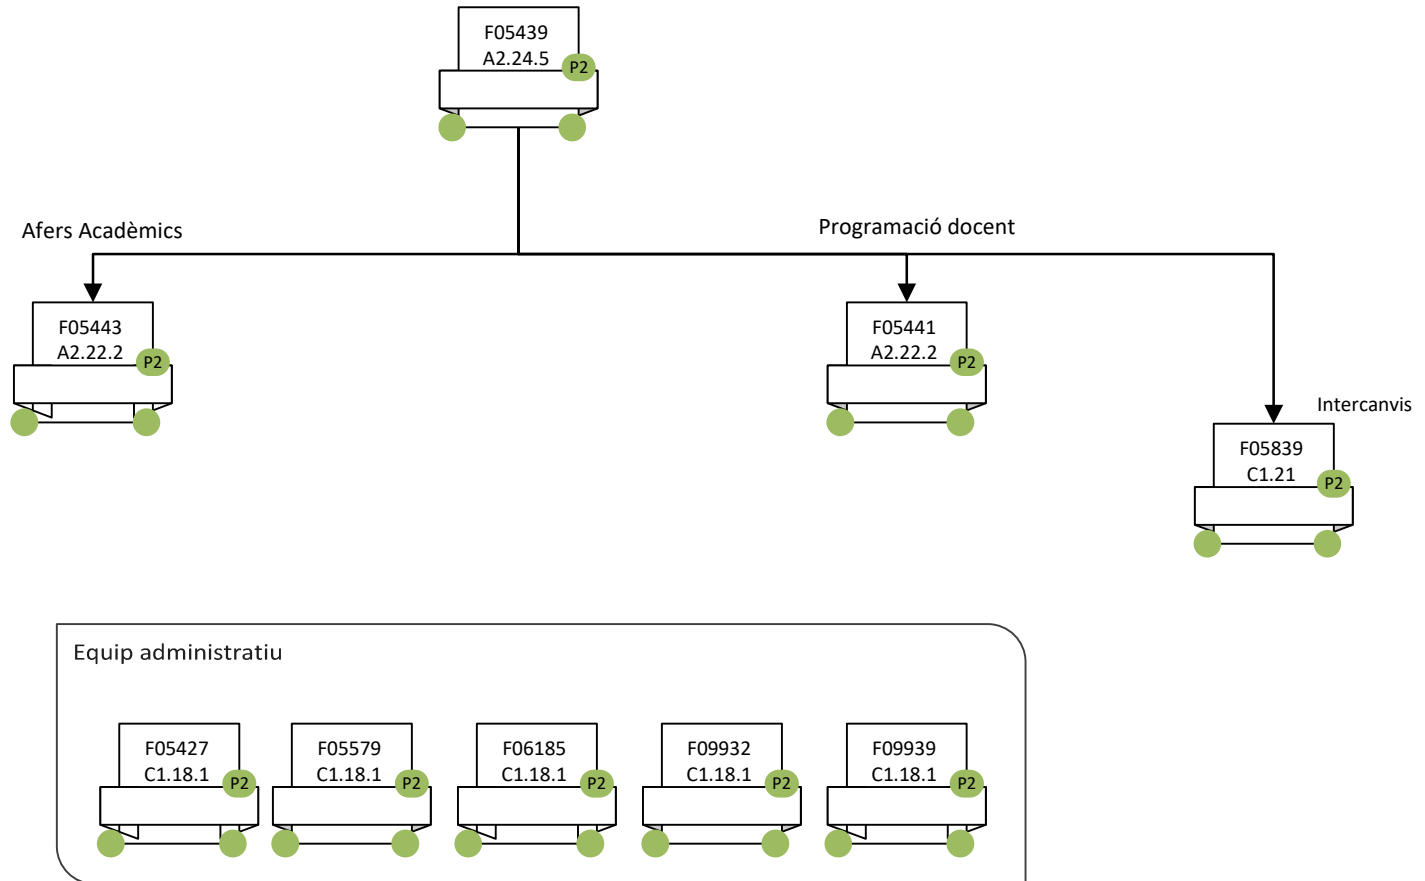 F05439
A2.24.5
P2
Afers Acadèmics
Programació docent
F05443
A2.22.2
P2
F05441
A2.22.2
P2
Intercanvis
F05839
C1.21
P2
Equip administratiu
F05427
C1.18.1
P2
F05579
C1.18.1
P2
F06185
C1.18.1
P2
F09932
C1.18.1
P2
F09939
C1.18.1
P2